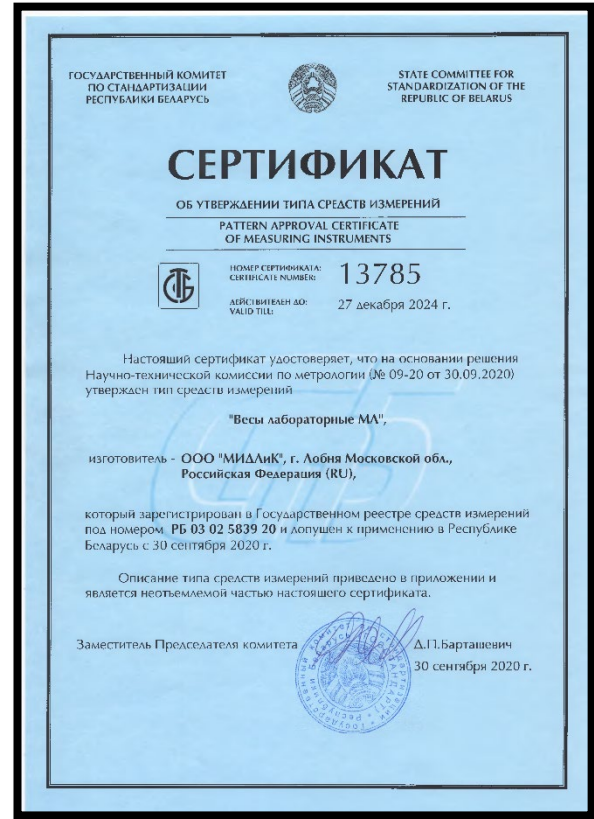 ГОСУДАРСТВЕННЫЙ КОМИТЕТ
ПО СТАНДАРТИЗАЦИИ
РЕСПУБЛИКИ БЕЛАРУСЬ
STATE COMMITTEE FOR
STANDARDIZATION OF THE
REPUBLIC OF BELARUS
СЕРТИФИКАТ
ОБ УТВЕРЖДЕНИИ ТИПА СРЕДСТВ ИЗМЕРЕНИЙ
PATTERN APPROVAL CERTIFICATE
OF MEASURING INSTRUMENTS
НОМЕР СЕРТИФИКАТА:
CERTIFICATE NUMBER:
13785
ДЕЙСТВИТЕЛЕН ДО:
VALID TILL:
27 декабря 2024 г.
Настоящий сертификат удостоверяет, что на основании решения
Научно-технической комиссии по метрологии (№ 09-20 от 30.09.2020)
утвержден тип средств измерений
"Весы лабораторные МЛ",
изготовитель - ООО "МИДЛиК", г. Лобня Московской обл.,
Российская Федерация (RU),
который зарегистрирован в Государственном реестре средств измерений
под номером РБ 03 02 5839 20 и допущен к применению в Республике
Беларусь с 30 сентября 2020 г.
Описание типа средств измерений приведено в приложении и
является неотъемлемой частью настоящего сертификата.
Заместитель Председателя комитета
Д.П.Барташевич
30 сентября 2020 г.